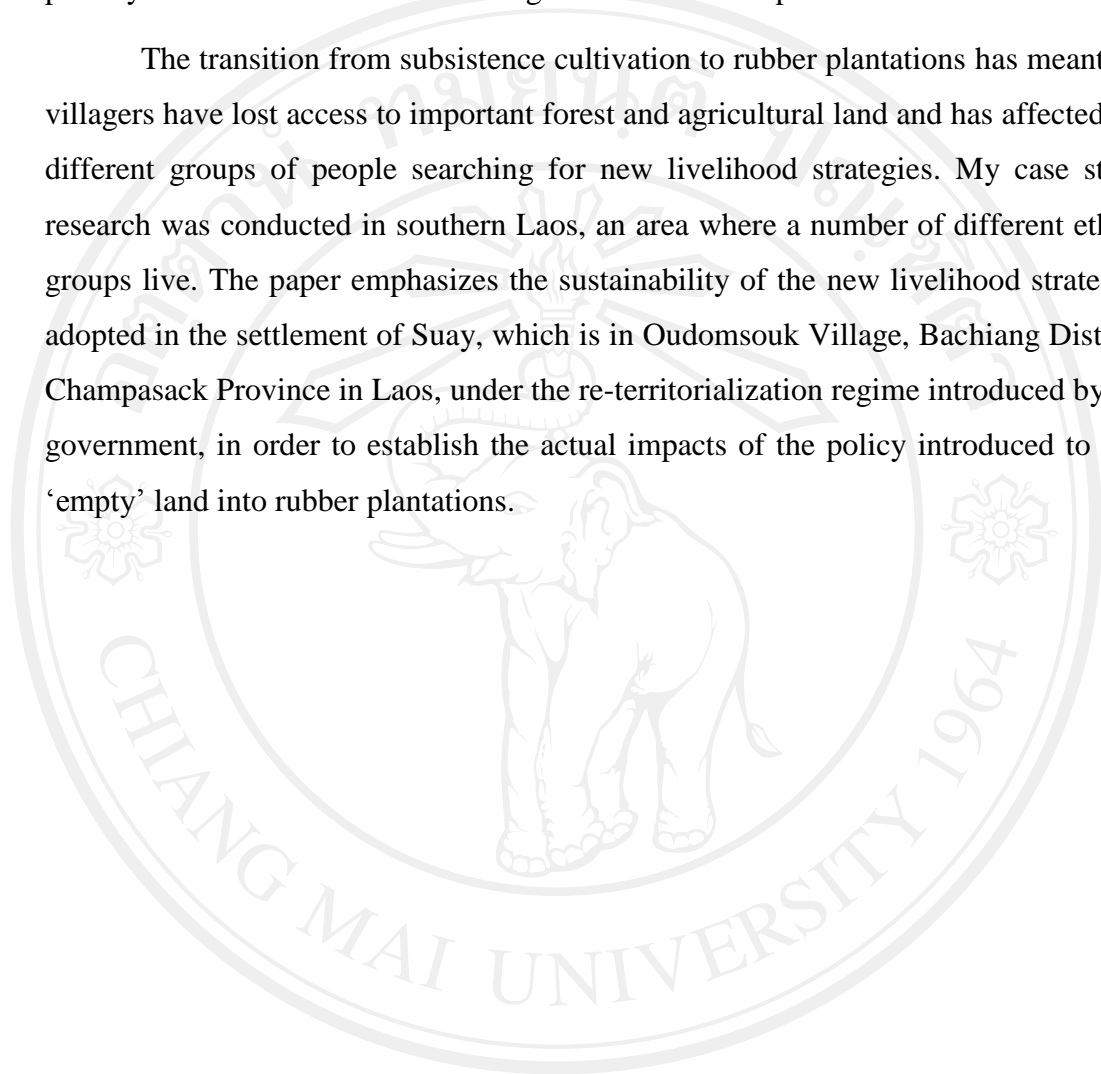 The transition from subsistence cultivation to rubber plantations has meant
villagers have lost access to important forest and agricultural land and has affected
different groups of people searching for new livelihood strategies. My case st
research was conducted in southern Laos, an area where a number of different eth
groups live. The paper emphasizes the sustainability of the new livelihood strate
adopted in the settlement of Suay, which is in Oudomsouk Village, Bachiang Dist
Champasack Province in Laos, under the re-territorialization regime introduced by
government, in order to establish the actual impacts of the policy introduced to
‘empty’ land into rubber plantations.
CHIANG MAI UNIVERSITY 1964